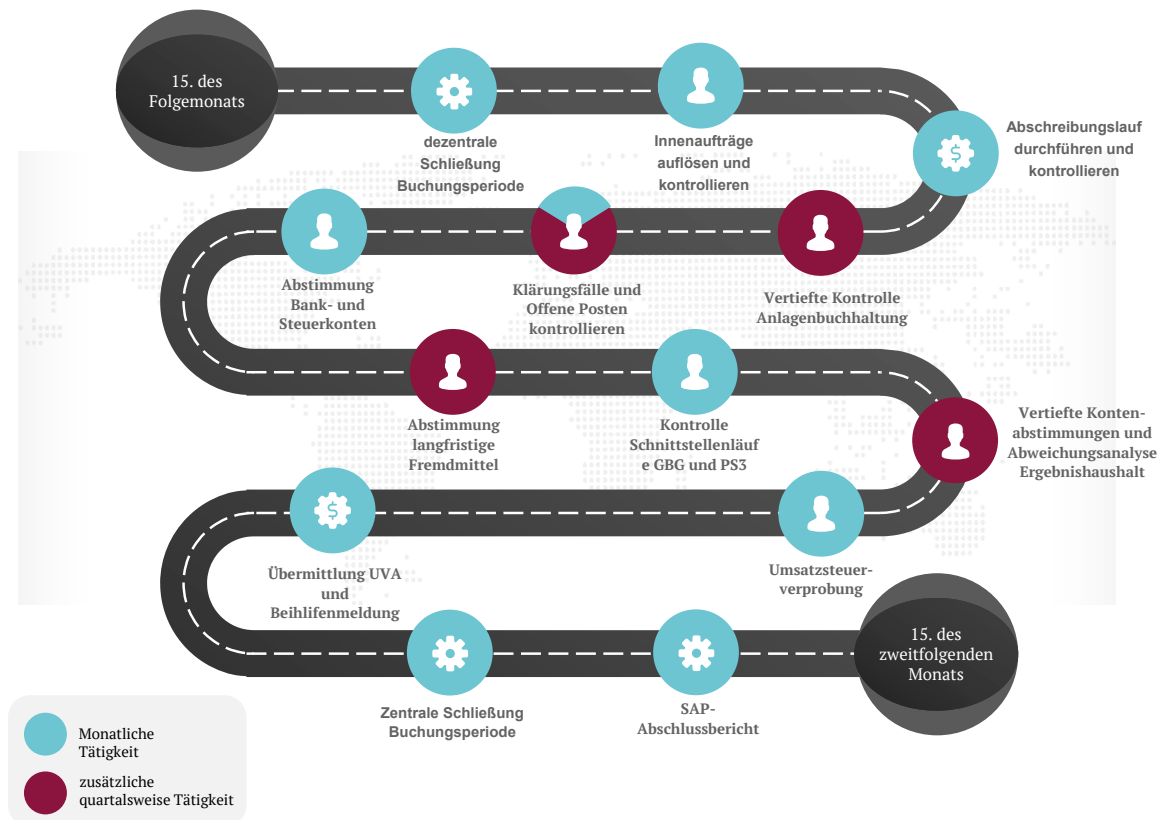 15. des
Folgemonats
dezentrale
Schließung
Buchungsperiode
Innenaufträge
auflösen und
kontrollieren
Abschreibungslauf
durchführen und
kontrollieren
Vertiefte Kontrolle
Anlagenbuchhaltung
Klärungsfälle und
Offene Posten
kontrollieren
Abstimmung
Bank- und
Steuerkonten
Abstimmung
langfristige
Fremdmittel
Kontrolle
Schnittstellenläuf
e GBG und PS3
Vertiefte Konten-
abstimmungen und
Abweichungsanalyse
Ergebnishaushalt
Umsatzsteuer-
verprobung
Übermittlung UVA
und
Beihlifenmeldung
Zentrale Schließung
Buchungsperiode
SAP-
Abschlussbericht
15. des
zweitfolgenden
Monats
Monatliche
Tätigkeit
zusätzliche
quartalsweise Tätigkeit